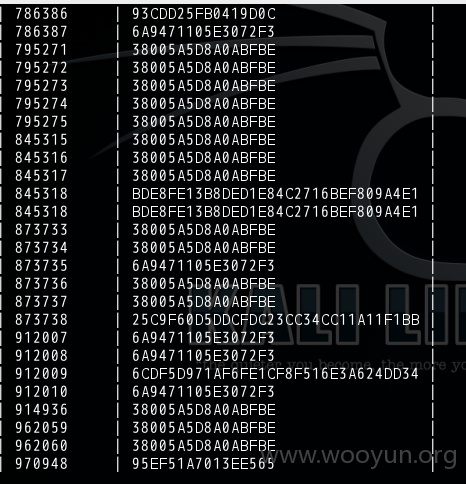 | 786386 | 93CDD25FB0419D0C |
| 786387 | 6A9471105E3072F3 |
| 795271 | 38005A5D8A0ABFBE |
| 795272 | 38005A5D8A0ABFBE |
| 795273 | 38005A5D8A0ABFBE |
| 795274 | 38005A5D8A0ABFBE |
| 795275 | 38005A5D8A0ABFBE |
| 845315 | 38005A5D8A0ABFBE |
| 845316 | 38005A5D8A0ABFBE |
| 845317 | 38005A5D8A0ABFBE |
| 845318 | BDE8FE13B8DED1E84C2716BEF809A4E1 |
| 845318 | BDE8FE13B8DED1E84C2716BEF809A4E1 |
| 873733 | 38005A5D8A0ABFBE |
| 873734 | 38005A5D8A0ABFBE |
| 873735 | 6A9471105E3072F3 |
| 873736 | 38005A5D8A0ABFBE |
| 873737 | 38005A5D8A0ABFBE |
| 873738 | 25C9F60D5DDCFDC23CC34CC11A11F1BB |
KALI LI
| 912007 | 6A9471105E3072F3 |
| 912008 | 6A9471105E3072F3 |
the quieter you become, the more yo
| 912009 | 6CDF5D971AF6FE1CF8F516E3A624DD34 |
| 912010 | 6A9471105E3072F3 |
| 914936 | 38005A5D8A0ABFBE |
| 962059 | 38005A5D8A0ABFBE |
| 962060 | 38005A5D8A0ABFBE |
www.wooyun.org
| 970948 | 95EF51A7013EE565 |